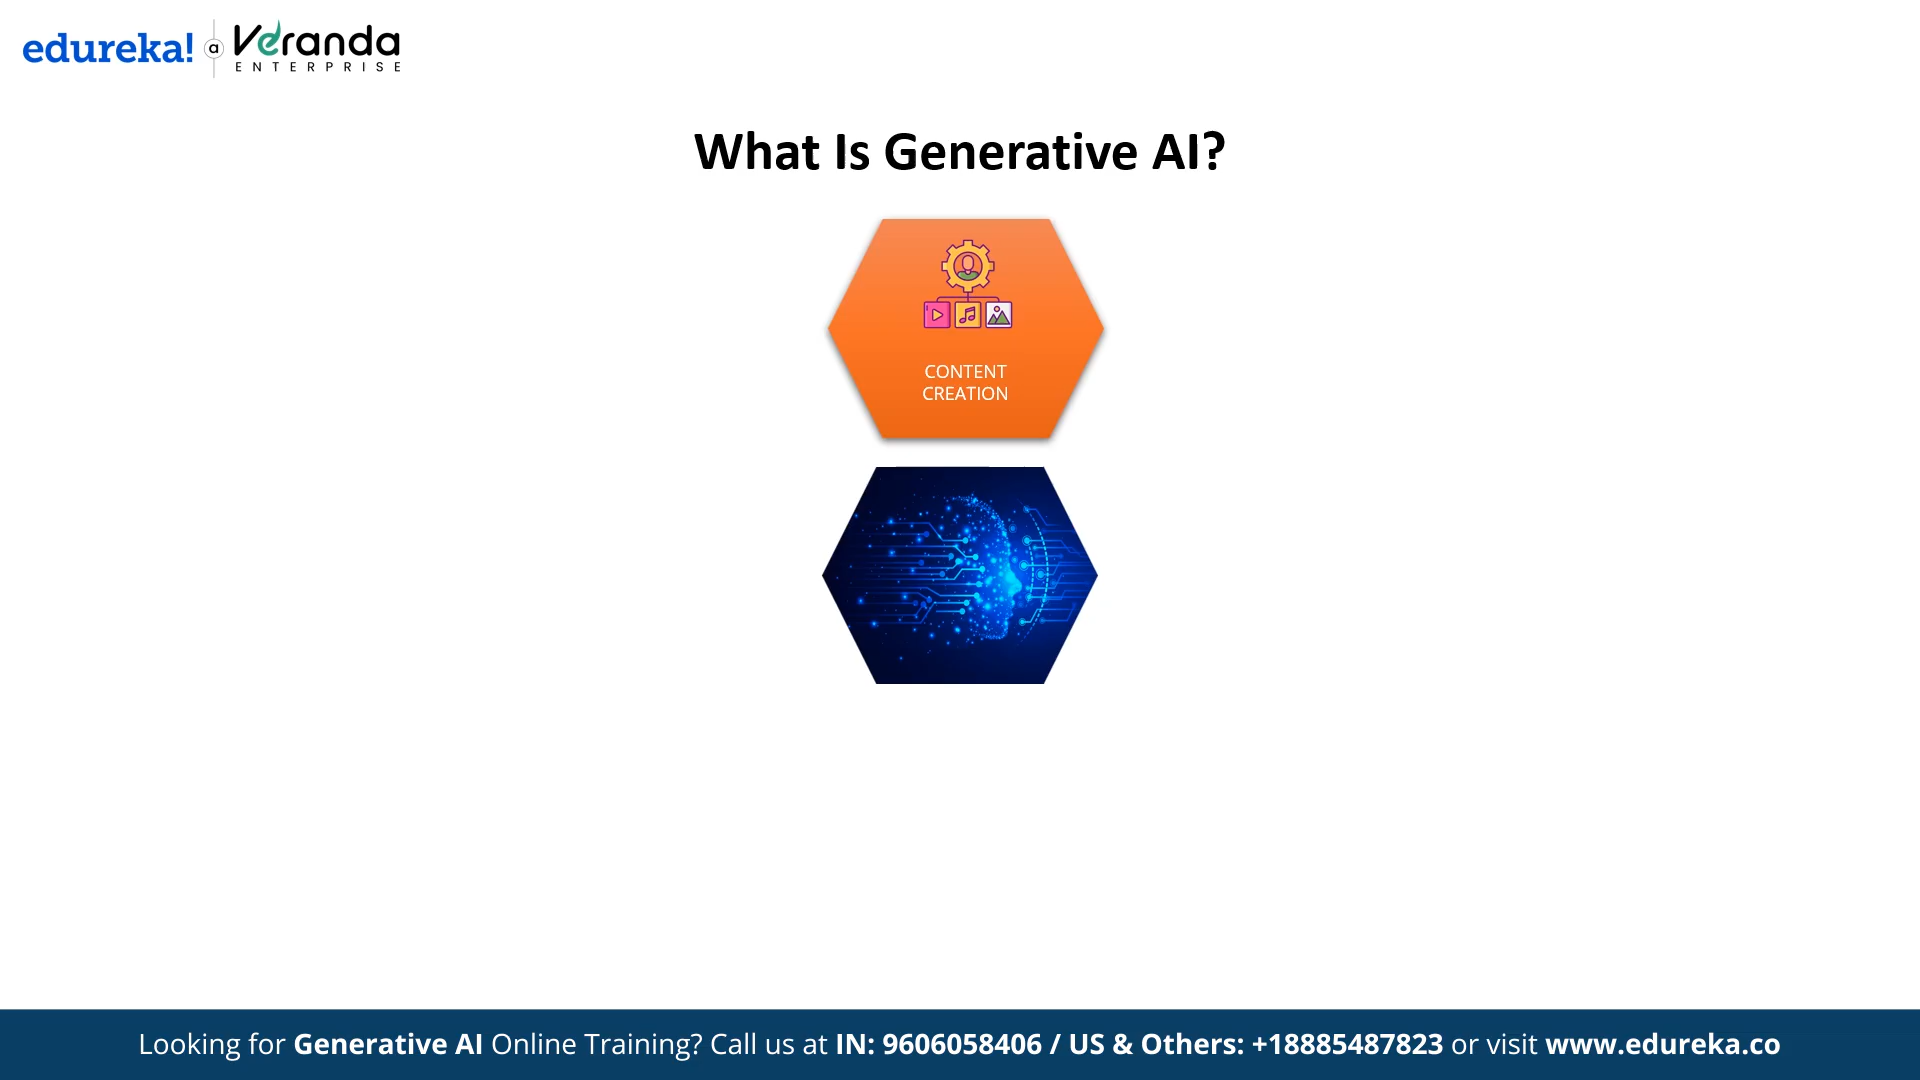 edureka! a Veranda
ENTERPRISE
What Is Generative AI?
CONTENT
CREATION
Looking for Generative AI Online Training? Call us at IN: 9606058406 / US & Others: +18885487823 or visit www.edureka.co